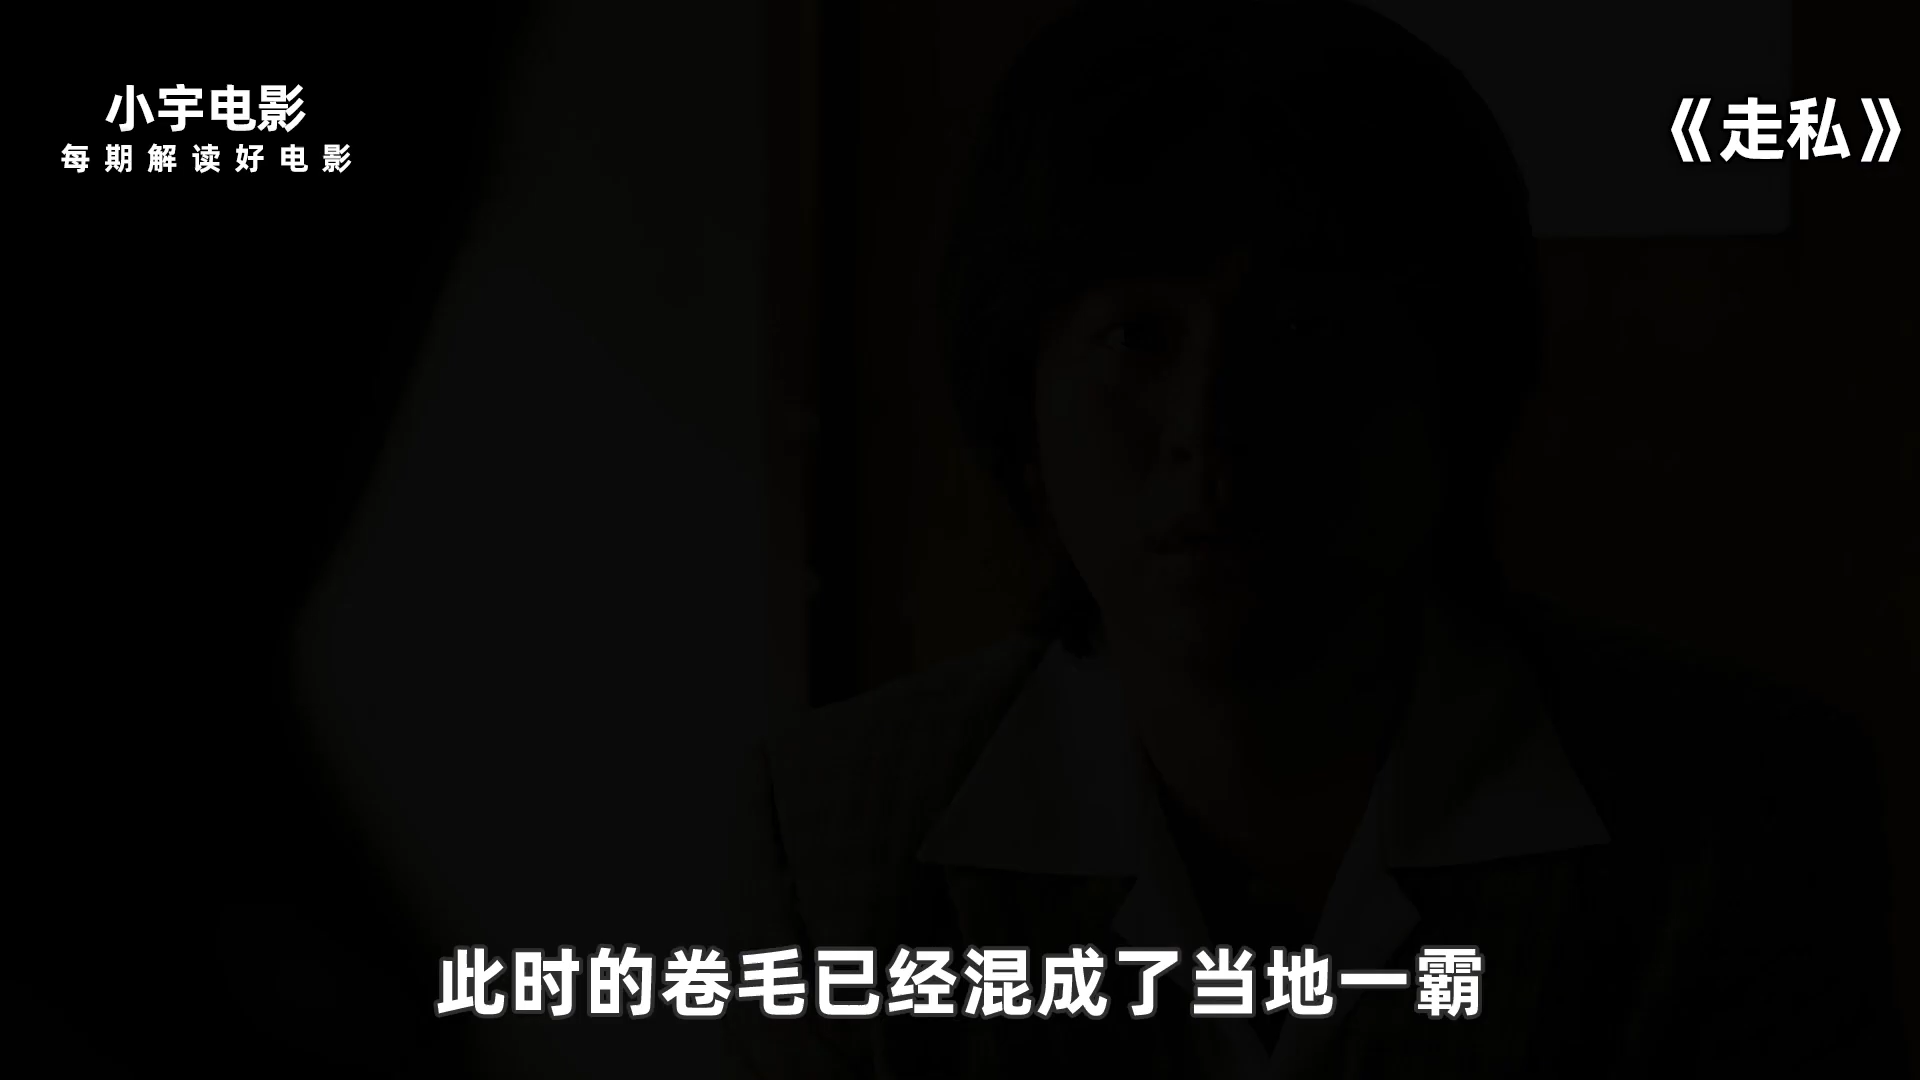 小宇电影
每期解读好电影
《走私》
此时的卷毛已经混成了当地一霸